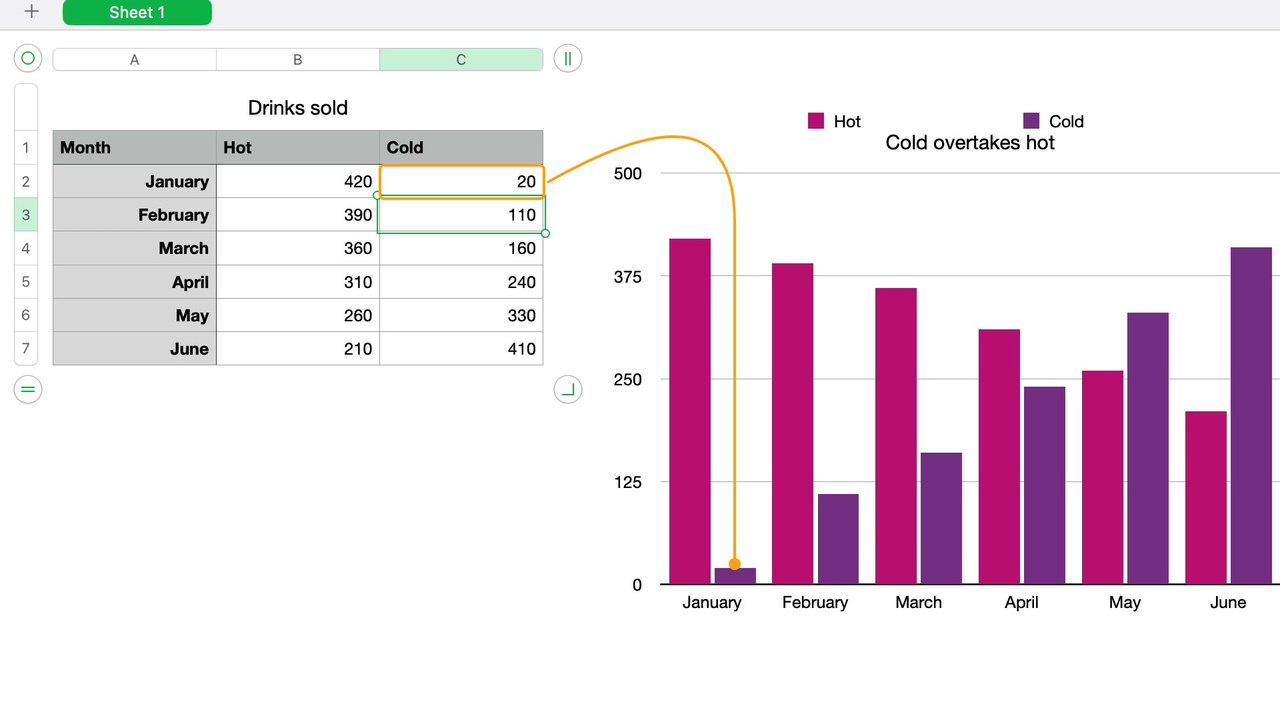 Sheet 1
A B C
Drinks sold
1 Month Hot Cold
2 January 420 20
3 February 390 110
4 March 360 160
5 April 310 240
6 May 260 330
7 June 210 410
Hot Cold
Cold overtakes hot
500
375
250
125
0
January February March April May June